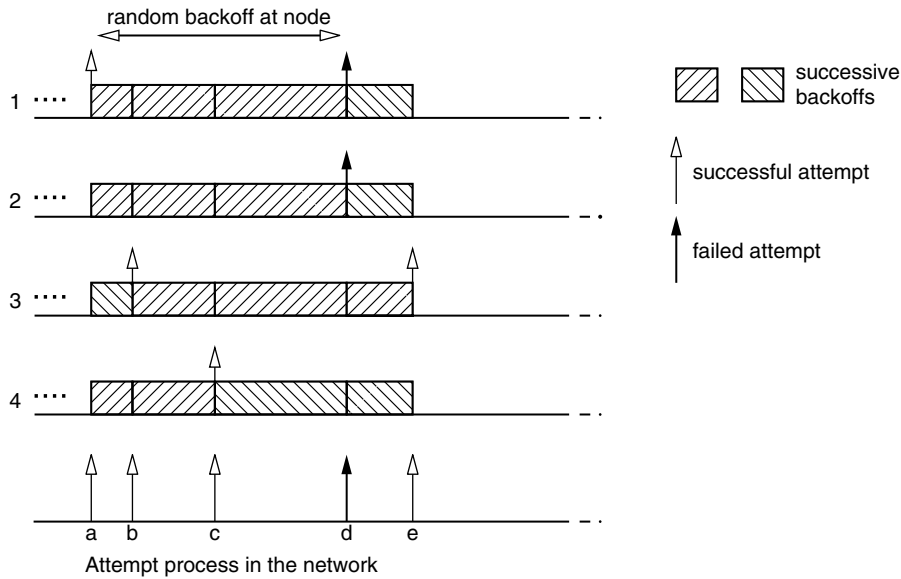 random backoff at node
1 ....
2 ....
3 ....
4 ....
a b c d e
Attempt process in the network
successive
backoffs
successful attempt
failed attempt